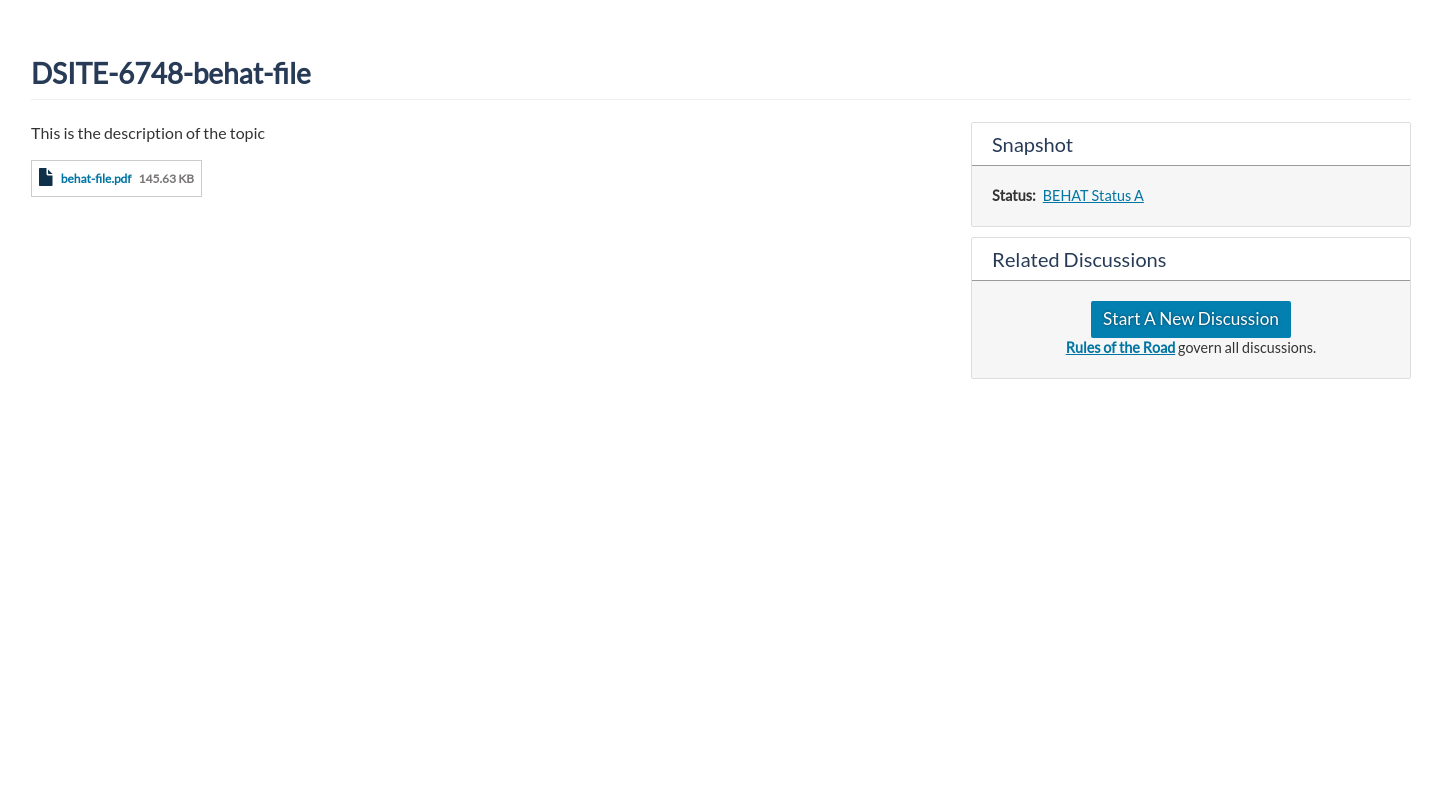 DSITE-6748-behat-file
This is the description of the topic
behat-file.pdf 145.63 KB
Snapshot
Status: BEHAT Status A
Related Discussions
Start A New Discussion
Rules of the Road govern all discussions.